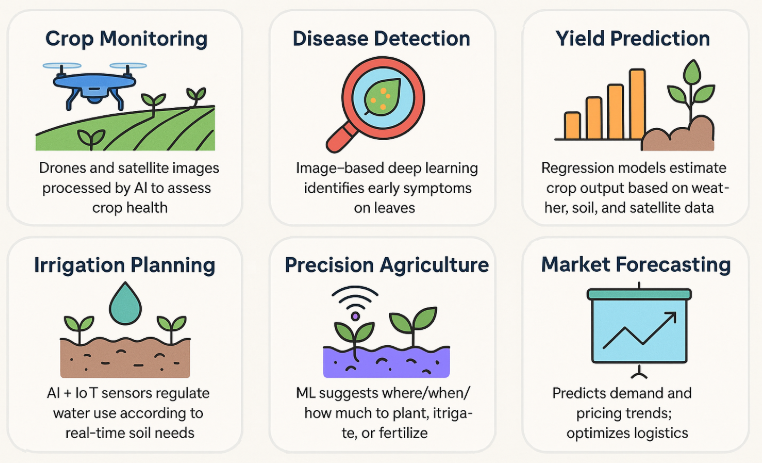 Crop Monitoring
Drones and satellite images
processed by AI to assess
crop health
Disease Detection
Image-based deep learning
identifies early symptoms
on leaves
Yield Prediction
Regression models estimate
crop output based on weat-
her, soil, and satellite data
Irrigation Planning
AI + IoT sensors regulate
water use according to
real-time soil needs
Precision Agriculture
ML suggests where/when/
how much to plant, itriga-
te, or fertilize
Market Forecasting
Predicts demand and
pricing trends;
optimizes logistics